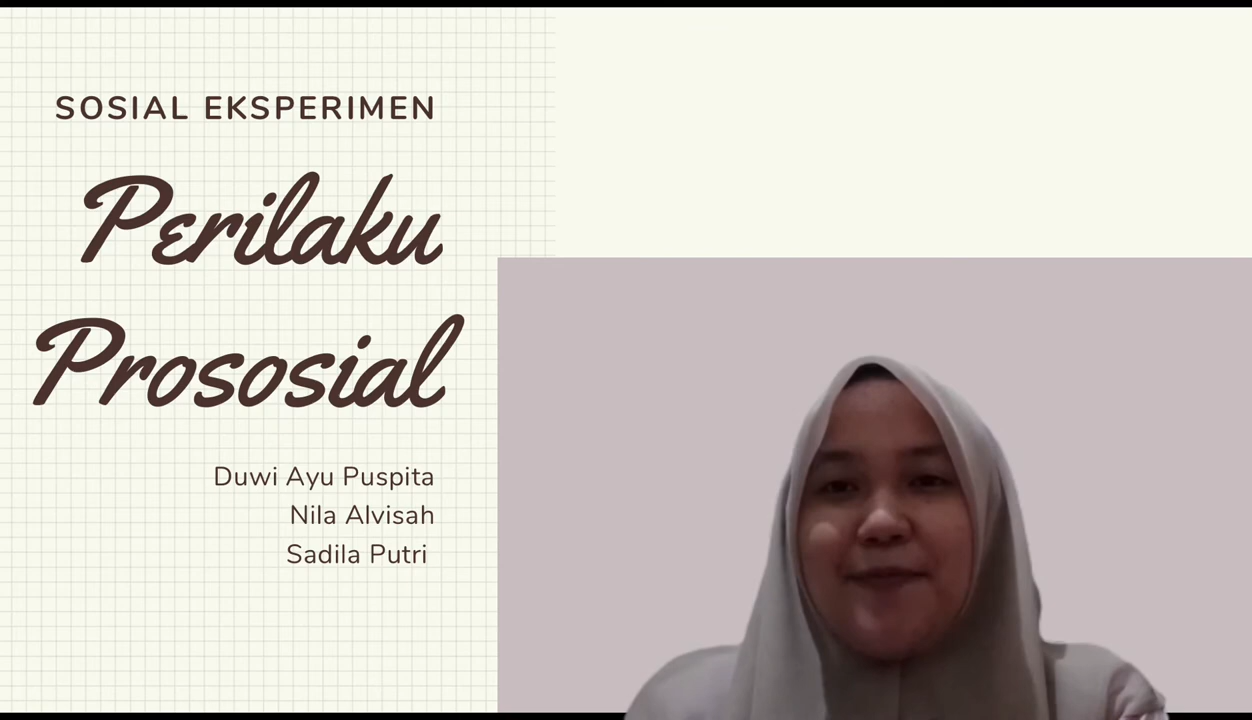 SOSIAL EKSPERIMEN
Perilaku
Prososial
Duwi Ayu Puspita
Nila Alvisah
Sadila Putri